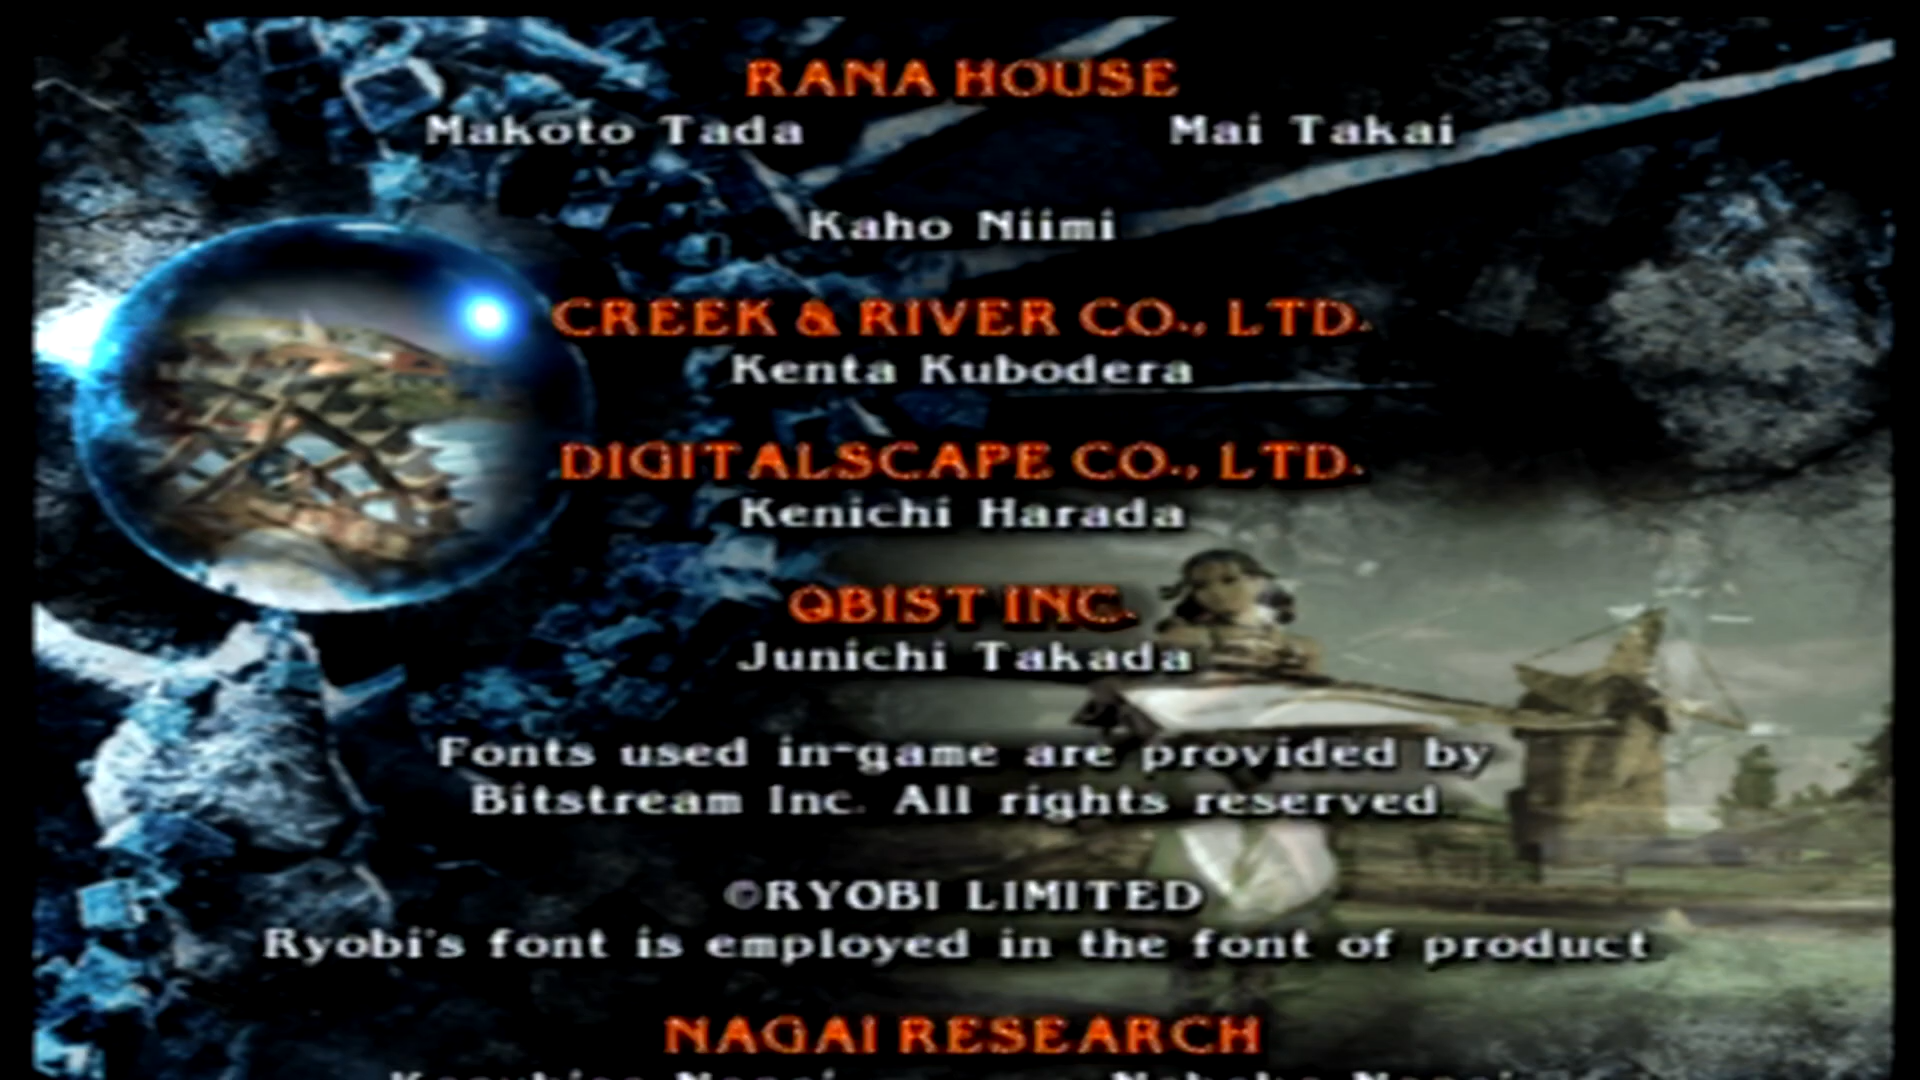 RANA HOUSE
Makoto Tada Mai Takai
Kaho Niimi
CREEK & RIVER CO., LTD.
Kenta Kubodera
DIGITALSCAPE CO., LTD.
Kenichi Harada
QBIST INC.
Junichi Takada
Fonts used in-game are provided by
Bitstream Inc. All rights reserved.
©RYOBI LIMITED
Ryobi's font is employed in the font of product
NAGAI RESEARCH